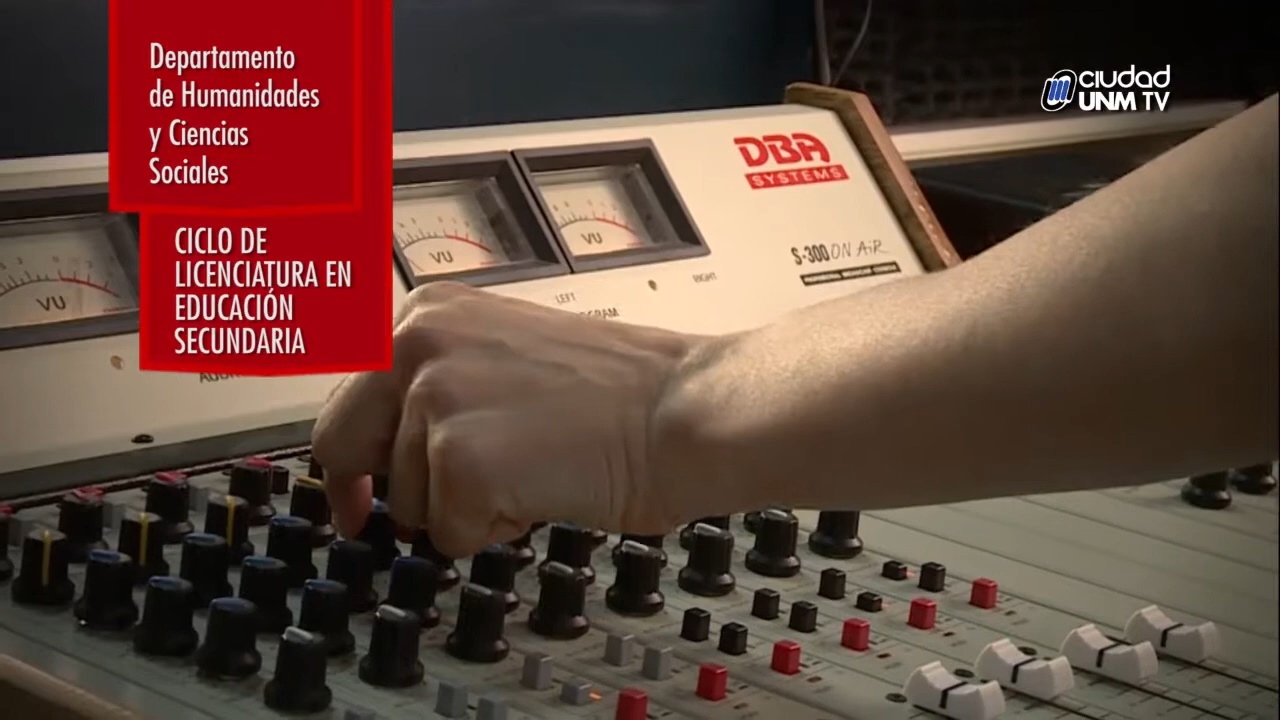 Departamento
de Humanidades
y Ciencias
Sociales
CICLO DE
LICENCIATURA EN
EDUCACIÓN
SECUNDARIA
ciudad
UNM TV
DBA
SYSTEMS
S-300 ON AiR
VU
VU
VU
LEFT
RIGHT